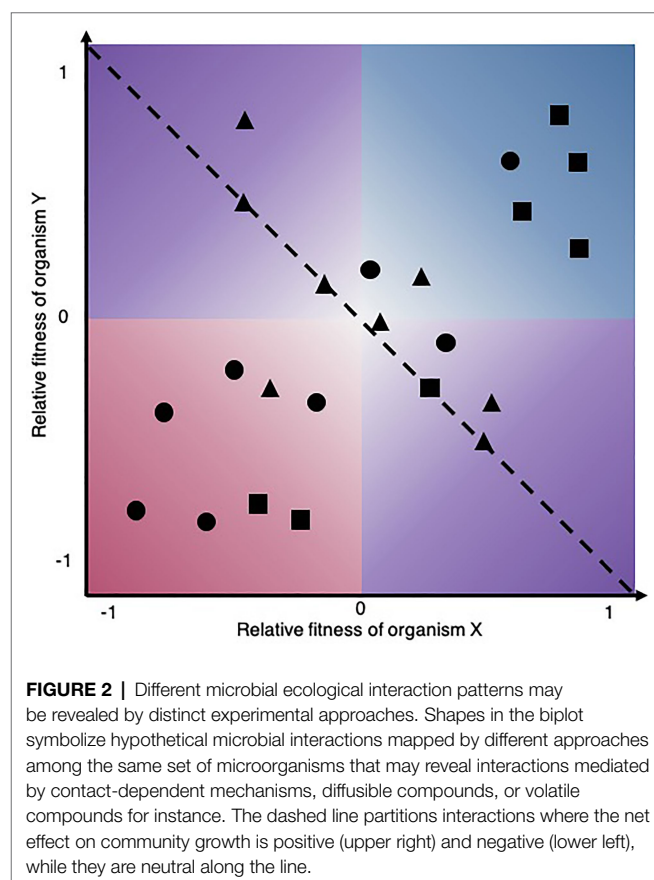 1
Relative fitness of organism Y
0
-1
-1
0
1
Relative fitness of organism X
FIGURE 2 | Different microbial ecological interaction patterns may
be revealed by distinct experimental approaches. Shapes in the biplot
symbolize hypothetical microbial interactions mapped by different approaches
among the same set of microorganisms that may reveal interactions mediated
by contact-dependent mechanisms, diffusible compounds, or volatile
compounds for instance. The dashed line partitions interactions where the net
effect on community growth is positive (upper right) and negative (lower left),
while they are neutral along the line.